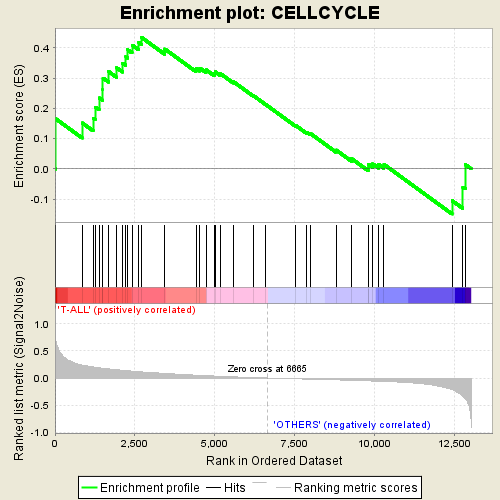 Enrichment plot: CELLCYCLE
Enrichment score (ES)
0.4
0.3
0.2
0.1
0.0
-0.1
'T-ALL' (positively correlated)
Ranked list metric (Signal2Noise)
1.0
0.5
0.0
-0.5
-1.0
Zero cross at 6665
'OTHERS' (negatively correlated)
0
2,500
5,000
7,500
10,000
12,500
Rank in Ordered Dataset
Enrichment profile
Hits
Ranking metric scores